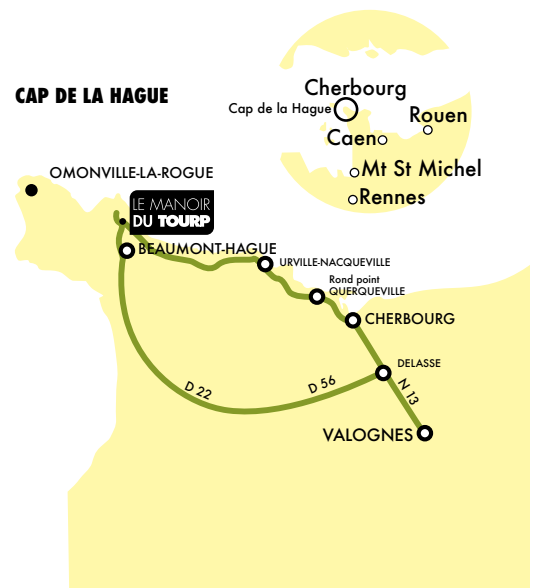 CAP DE LA HAGUE
Cherbourg
Cap de la Hague
Rouen
Caen
Mt St Michel
Rennes
OMONVILLE-LA-ROGUE
LE MANOIR
DU TOURP
BEAUMONT-HAGUE
URVILLE-NACQUEVILLE
Rond point
QUERQUEVILLE
CHERBOURG
DELASSE
D 22
D 56
N 13
VALOGNES